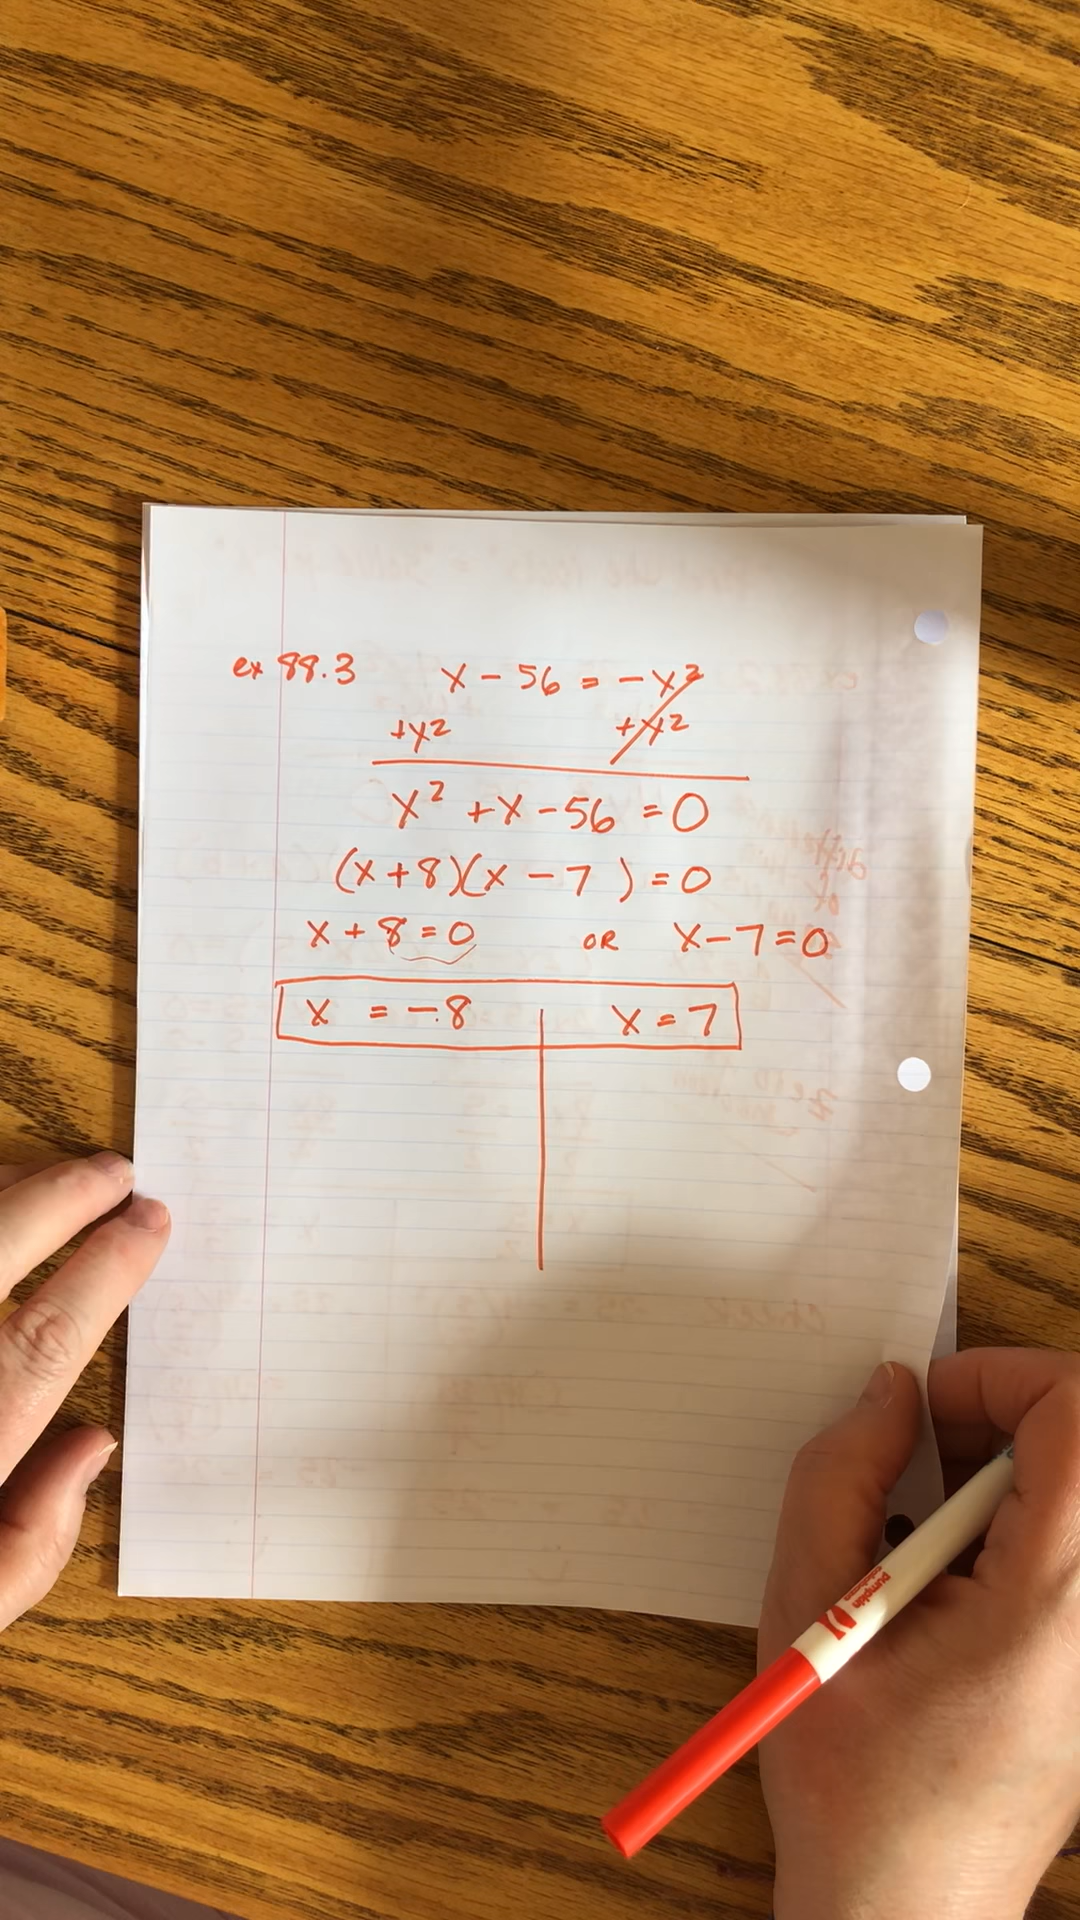 ex 88.3 x - 56 = -x²
+x² +x²
x² + x - 56 = 0
(x + 8)(x - 7) = 0
x + 8 = 0 OR x - 7 = 0
x = -8 x = 7
pumpkin